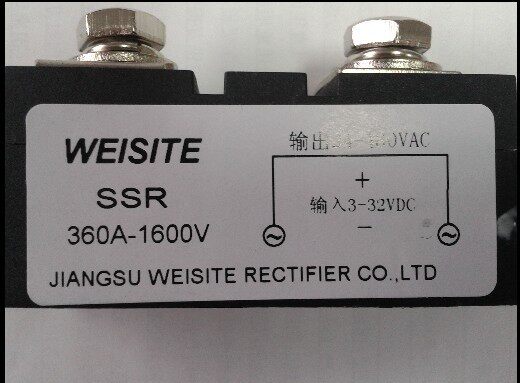 WEISITE
SSR
360A-1600V
输出
+
输入3-32VDC
−
JIANGSU WEISITE RECTIFIER CO.,LTD